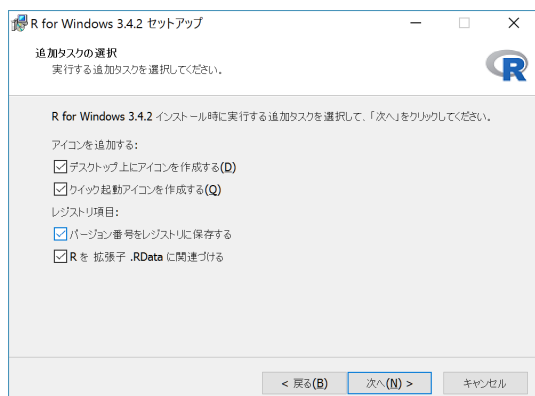 R for Windows 3.4.2 セットアップ
追加タスクの選択
実行する追加タスクを選択してください。
R
R for Windows 3.4.2 インストール時に実行する追加タスクを選択して、「次へ」をクリックしてください。
アイコンを追加する:
デスクトップ上にアイコンを作成する(D)
クイック起動アイコンを作成する(Q)
レジストリ項目:
バージョン番号をレジストリに保存する
R を 拡張子 .RData に関連づける
< 戻る(B)
次へ(N) >
キャンセル